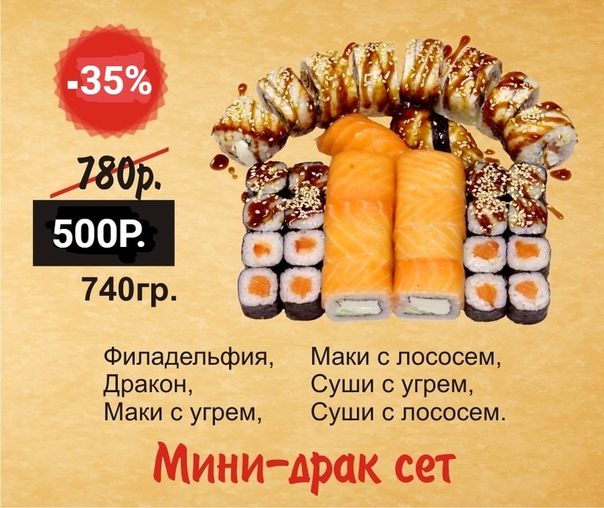 -35%
780р.
500Р.
740гр.
Филадельфия,
Дракон,
Маки с угрем,
Маки с лососем,
Суши с угрем,
Суши с лососем.
Мини-драк сет